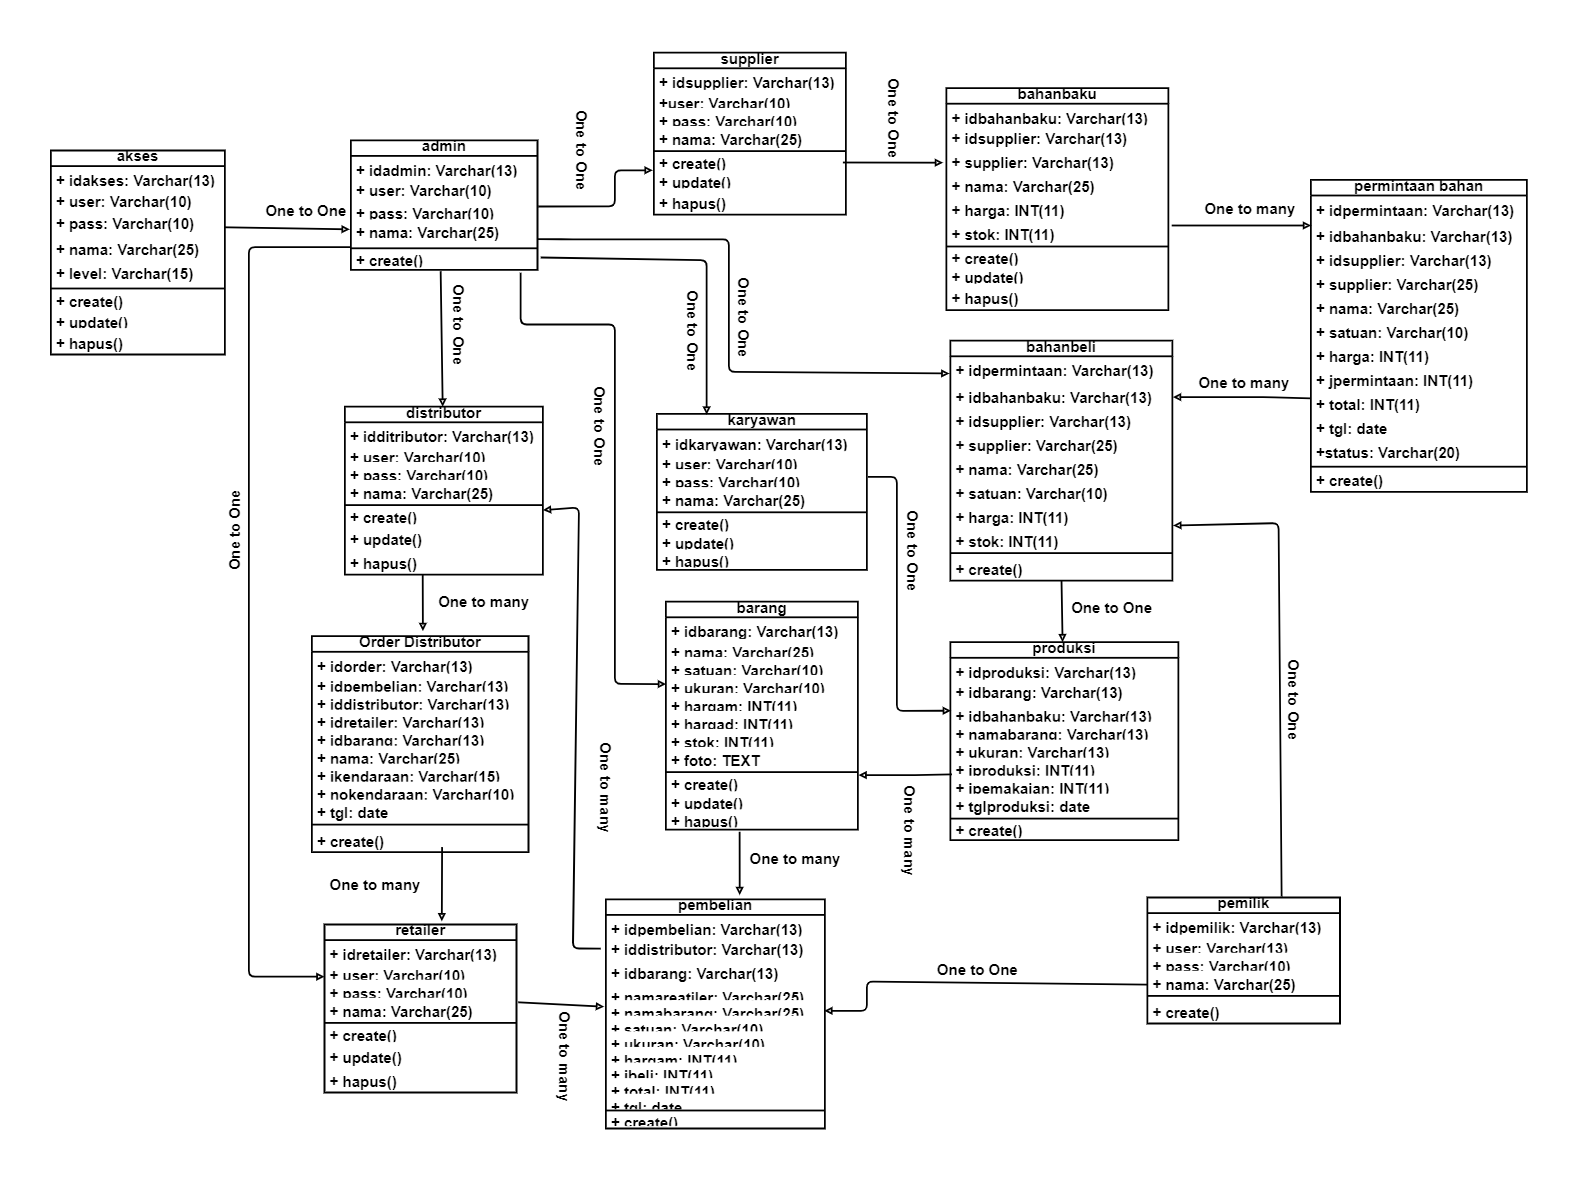 akses
+ idakses: Varchar(13)
+ user: Varchar(10)
+ pass: Varchar(10)
+ nama: Varchar(25)
+ level: Varchar(15)
+ create()
+ update()
+ hapus()
One to One
admin
+ idadmin: Varchar(13)
+ user: Varchar(10)
+ pass: Varchar(10)
+ nama: Varchar(25)
+ create()
One to One
supplier
+ idsupplier: Varchar(13)
+user: Varchar(10)
+ pass: Varchar(10)
+ nama: Varchar(25)
+ create()
+ update()
+ hapus()
One to One
bahanbaku
+ idbahanbaku: Varchar(13)
+ idsupplier: Varchar(13)
+ supplier: Varchar(13)
+ nama: Varchar(25)
+ harga: INT(11)
+ stok: INT(11)
+ create()
+ update()
+ hapus()
One to many
permintaan bahan
+ idpermintaan: Varchar(13)
+ idbahanbaku: Varchar(13)
+ idsupplier: Varchar(13)
+ supplier: Varchar(25)
+ nama: Varchar(25)
+ satuan: Varchar(10)
+ harga: INT(11)
+ jpermintaan: INT(11)
+ total: INT(11)
+ tgl: date
+status: Varchar(20)
+ create()
One to One
One to One
One to One
One to One
One to One
One to many
distributor
+ idditributor: Varchar(13)
+ user: Varchar(10)
+ pass: Varchar(10)
+ nama: Varchar(25)
+ create()
+ update()
+ hapus()
karyawan
+ idkaryawan: Varchar(13)
+ user: Varchar(10)
+ pass: Varchar(10)
+ nama: Varchar(25)
+ create()
+ update()
+ hapus()
One to One
bahanbeli
+ idpermintaan: Varchar(13)
+ idbahanbaku: Varchar(13)
+ idsupplier: Varchar(13)
+ supplier: Varchar(25)
+ nama: Varchar(25)
+ satuan: Varchar(10)
+ harga: INT(11)
+ stok: INT(11)
+ create()
One to many
One to One
One to One
Order Distributor
+ idorder: Varchar(13)
+ idpembelian: Varchar(13)
+ iddistributor: Varchar(13)
+ idretailer: Varchar(13)
+ idbarang: Varchar(13)
+ nama: Varchar(25)
+ jkendaraan: Varchar(15)
+ nokendaraan: Varchar(10)
+ tgl: date
+ create()
One to many
barang
+ idbarang: Varchar(13)
+ nama: Varchar(25)
+ satuan: Varchar(10)
+ ukuran: Varchar(10)
+ hargam: INT(11)
+ hargad: INT(11)
+ stok: INT(11)
+ foto: TEXT
+ create()
+ update()
+ hapus()
One to many
produksi
+ idproduksi: Varchar(13)
+ idbarang: Varchar(13)
+ idbahanbaku: Varchar(13)
+ namabarang: Varchar(13)
+ ukuran: Varchar(13)
+ jproduksi: INT(11)
+ jpemakaian: INT(11)
+ tglproduksi: date
+ create()
One to many
One to many
retailer
+ idretailer: Varchar(13)
+ user: Varchar(10)
+ pass: Varchar(10)
+ nama: Varchar(25)
+ create()
+ update()
+ hapus()
One to many
pembelian
+ idpembelian: Varchar(13)
+ iddistributor: Varchar(13)
+ idbarang: Varchar(13)
+ namareatiler: Varchar(25)
+ namabarang: Varchar(25)
+ satuan: Varchar(10)
+ ukuran: Varchar(10)
+ hargam: INT(11)
+ jbeli: INT(11)
+ total: INT(11)
+ tgl: date
+ create()
One to One
pemilik
+ idpemilik: Varchar(13)
+ user: Varchar(13)
+ pass: Varchar(10)
+ nama: Varchar(25)
+ create()